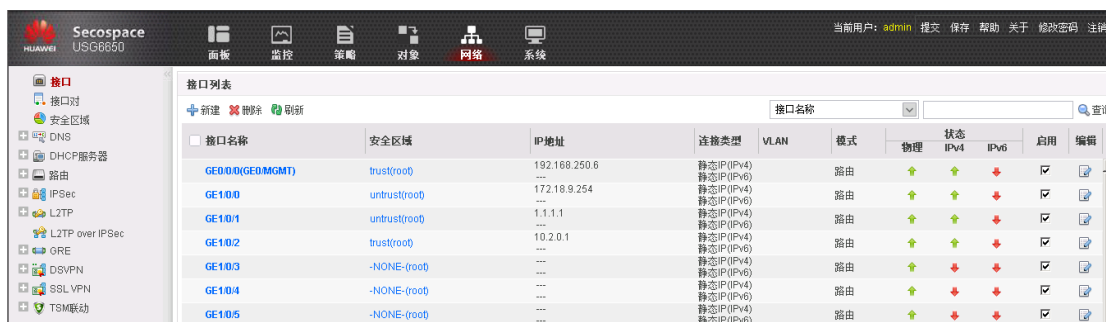 HUAWEI Secospace USG6650
面板 监控 策略 对象 网络 系统
当前用户: admin 提交 保存 帮助 关于 修改密码 注销
接口
接口对
安全区域
DNS
DHCP服务器
路由
IPSec
L2TP
L2TP over IPSec
GRE
DSVPN
SSL VPN
TSM联动
接口列表
新建 删除 刷新 接口名称
接口名称 安全区域 IP地址 连接类型 VLAN 模式 状态 启用 编辑
物理 IPv4 IPv6
GE0/0/0(GE0/MGMT) trust(root) 192.168.250.6 --- 静态IP(IPv4) 静态IP(IPv6) 路由
GE1/0/0 untrust(root) 172.18.9.254 --- 静态IP(IPv4) 静态IP(IPv6) 路由
GE1/0/1 untrust(root) 1.1.1.1 --- 静态IP(IPv4) 静态IP(IPv6) 路由
GE1/0/2 trust(root) 10.2.0.1 --- 静态IP(IPv4) 静态IP(IPv6) 路由
GE1/0/3 -NONE-(root) --- --- 静态IP(IPv4) 静态IP(IPv6) 路由
GE1/0/4 -NONE-(root) --- --- 静态IP(IPv4) 静态IP(IPv6) 路由
GE1/0/5 -NONE-(root) --- --- 静态IP(IPv4) 静态IP(IPv6) 路由